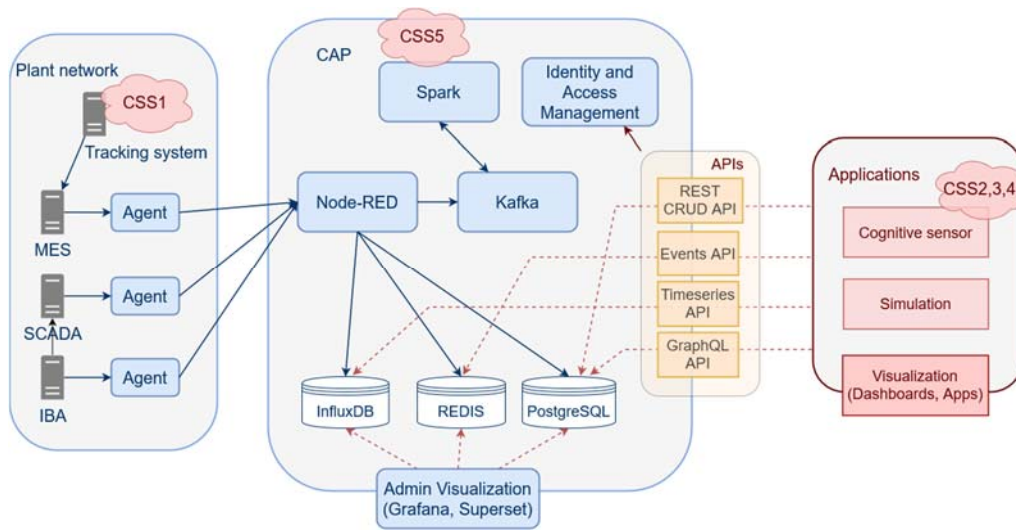 Plant network
CSS1
Tracking system
MES
Agent
SCADA
Agent
IBA
Agent
CAP
CSS5
Spark
Identity and
Access
Management
Node-RED
Kafka
InfluxDB
REDIS
PostgreSQL
Admin Visualization
(Grafana, Superset)
APIs
REST
CRUD API
Events API
Timeseries
API
GraphQL
API
Applications
CSS2,3,4
Cognitive sensor
Simulation
Visualization
(Dashboards, Apps)